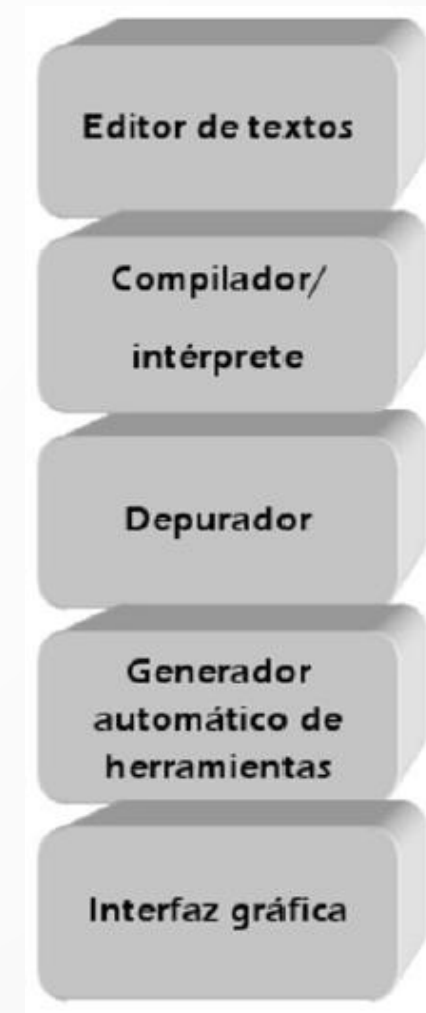 Editor de textos
Compilador/
intérprete
Depurador
Generador
automático de
herramientas
Interfaz gráfica